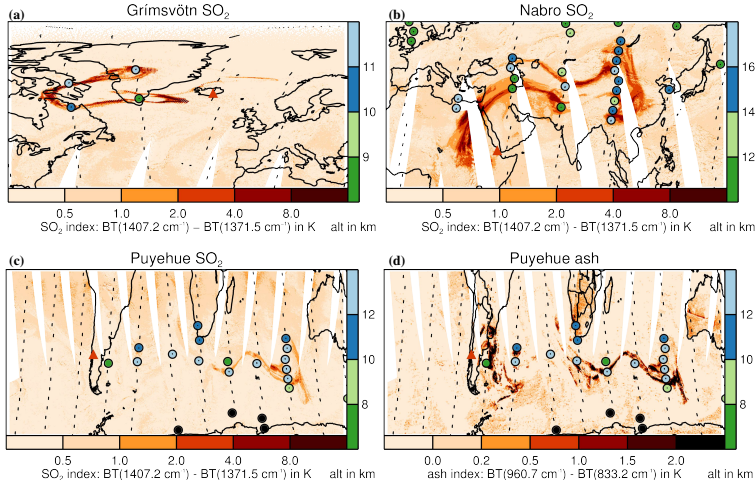 (a) Grímsvötn SO2
11
10
9
0.5 1.0 2.0 4.0 8.0
SO2 index: BT(1407.2 cm⁻¹) – BT(1371.5 cm⁻¹) in K alt in km
(b) Nabro SO2
16
14
12
0.5 1.0 2.0 4.0 8.0
SO2 index: BT(1407.2 cm⁻¹) - BT(1371.5 cm⁻¹) in K alt in km
(c) Puyehue SO2
12
10
8
0.5 1.0 2.0 4.0 8.0
SO2 index: BT(1407.2 cm⁻¹) - BT(1371.5 cm⁻¹) in K alt in km
(d) Puyehue ash
12
10
8
0.0 0.2 0.5 1.0 1.5 2.0
ash index: BT(960.7 cm⁻¹) - BT(833.2 cm⁻¹) in K alt in km